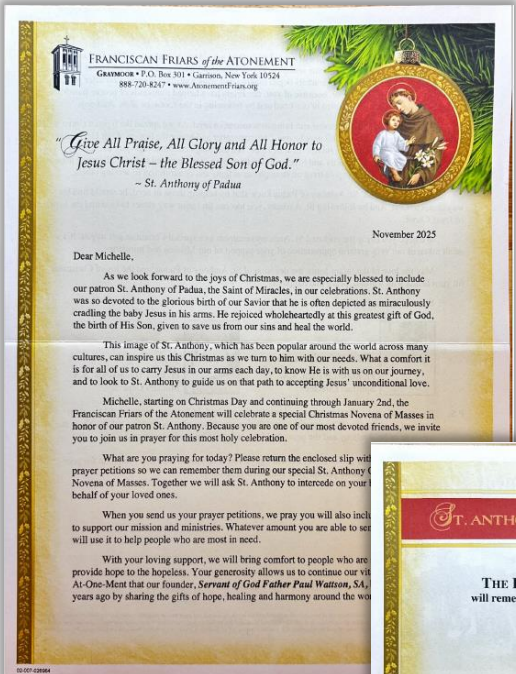 FRANCISCAN FRIARS OF THE ATONEMENT
GRAYMOOR • P.O. Box 301 • Garrison, New York 10524
888-720-8247 • www.AtonementFriars.org
"Give All Praise, All Glory and All Honor to
Jesus Christ – the Blessed Son of God."
~ St. Anthony of Padua
November 2025
Dear Michelle,
As we look forward to the joys of Christmas, we are especially blessed to include
our patron St. Anthony of Padua, the Saint of Miracles, in our celebrations. St. Anthony
was so devoted to the glorious birth of our Savior that he is often depicted as miraculously
cradling the baby Jesus in his arms. He rejoiced wholeheartedly at this greatest gift of God,
the birth of His Son, given to save us from our sins and heal the world.
This image of St. Anthony, which has been popular around the world across many
cultures, can inspire us this Christmas as we turn to him with our needs. What a comfort it
is for all of us to carry Jesus in our arms each day, to know He is with us on our journey,
and to look to St. Anthony to guide us on that path to accepting Jesus' unconditional love.
Michelle, starting on Christmas Day and continuing through January 2nd, the
Franciscan Friars of the Atonement will celebrate a special Christmas Novena of Masses in
honor of our patron St. Anthony. Because you are one of our most devoted friends, we invite
you to join us in prayer for this most holy celebration.
What are you praying for today? Please return the enclosed slip with
prayer petitions so we can remember them during our special St. Anthony
Novena of Masses. Together we will ask St. Anthony to intercede on your
behalf of your loved ones.
When you send us your prayer petitions, we pray you will also
to support our mission and ministries. Whatever amount you are able to
will use it to help people who are most in need.
With your loving support, we will bring comfort to people who are
provide hope to the hopeless. Your generosity allows us to continue our
At-One-Ment that our founder, Servant of God Father Paul Wattson, SA,
years ago by sharing the gifts of hope, healing and harmony around the
ST. ANTH
THE
will reme